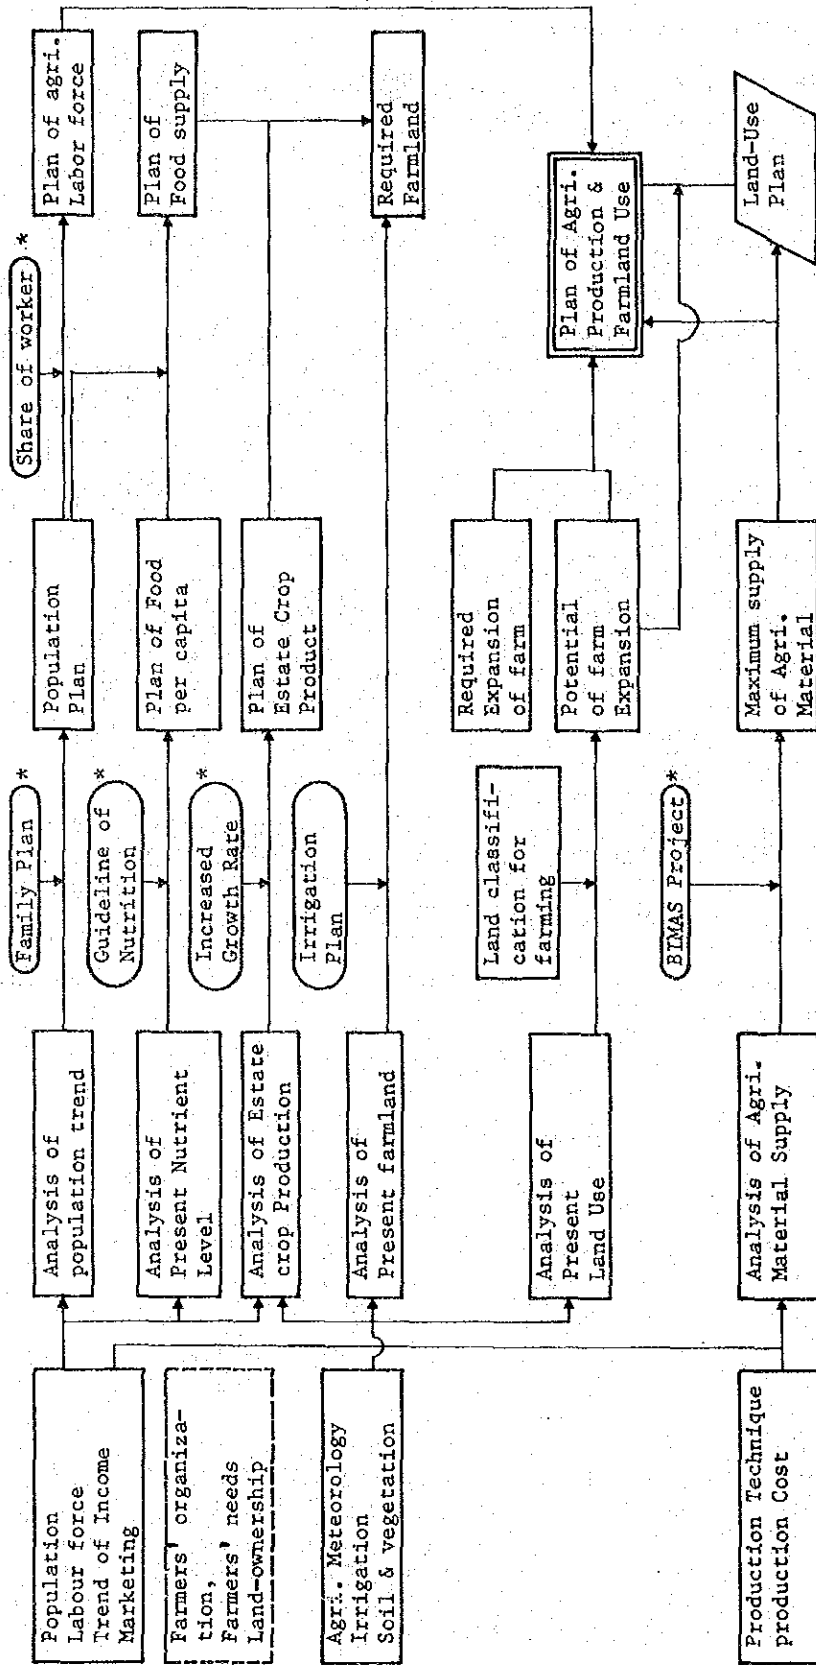 Population
Labour force
Trend of Income
Marketing
Farmers' organiza-
tion,
Farmers' needs
Land-ownership
Agri. Meteorology
Irrigation
Soil & vegetation
Production Technique
production Cost
Analysis of
population trend
Analysis of
Present Nutrient
Level
Analysis of Estate
crop Production
Analysis of
Present farmland
Analysis of
Present
Land Use
Analysis of Agri.
Material Supply
Family Plan *
Guideline of
Nutrition *
Increased
Growth Rate *
Irrigation
Plan
Land classifi-
cation for
farming
BIMAS Project *
Population
Plan
Plan of Food
per capita
Plan of
Estate Crop
Product
Required
Expansion
of farm
Potential
of farm
Expansion
Maximum supply
of Agri.
Material
Share of worker *
Plan of agri.
Labor force
Plan of
Food supply
Required
Farmland
Plan of Agri.
Production &
Farmland Use
Land-Use
Plan